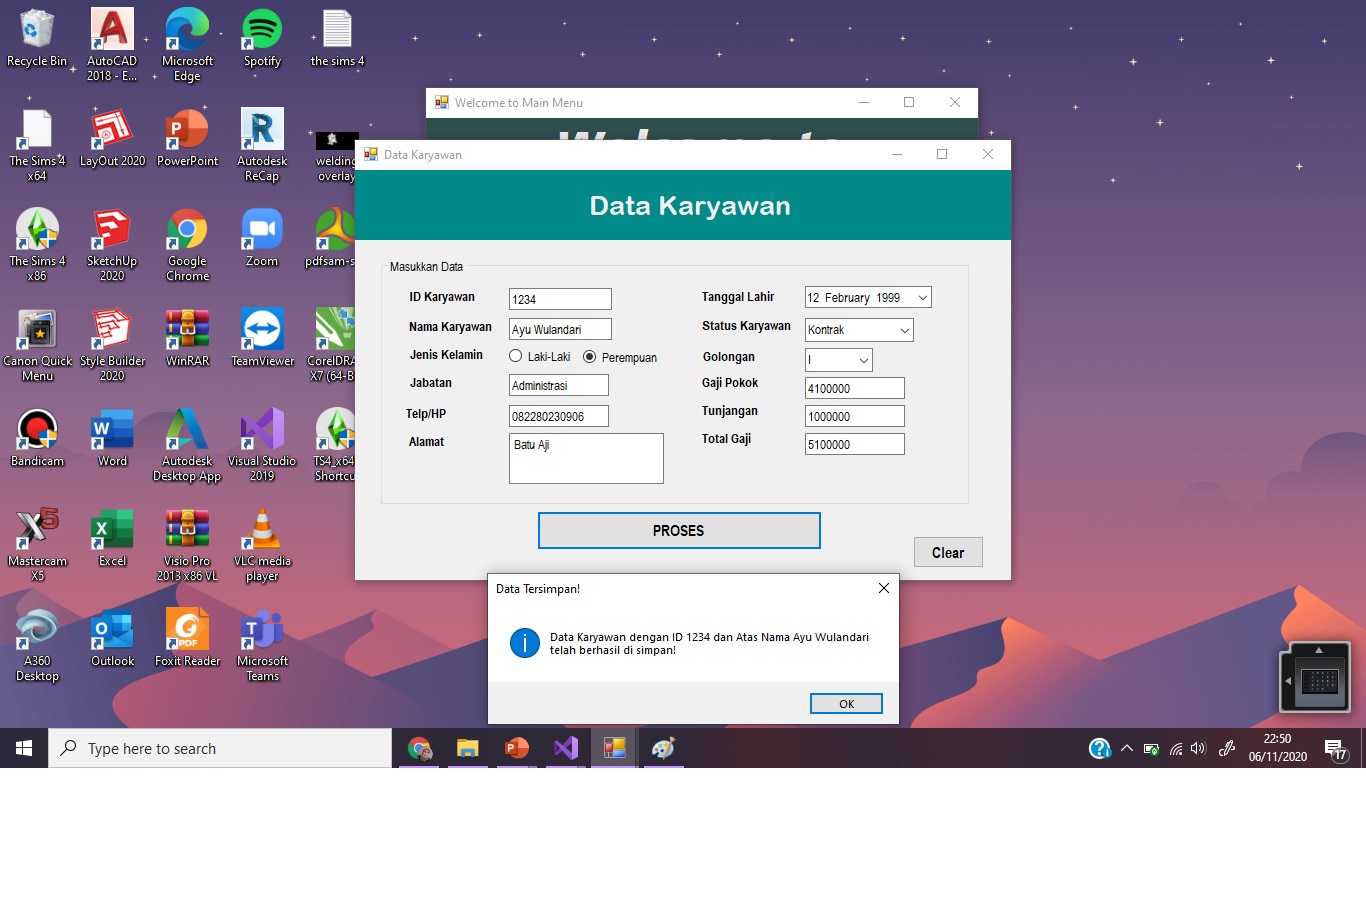 Recycle Bin
AutoCAD
2018 - E...
Microsoft
Edge
Spotify
the sims 4
The Sims 4
x64
LayOut 2020
PowerPoint
Autodesk
ReCap
welding
overlay
The Sims 4
x86
SketchUp
2020
Google
Chrome
Zoom
pdfsam-s
Canon Quick
Menu
Style Builder
2020
WinRAR
TeamViewer
CorelDRA
X7 (64-B
Bandicam
Word
Autodesk
Desktop App
Visual Studio
2019
TS4_x64
Shortcu
Mastercam
X5
Excel
Visio Pro
2013 x86 VL
VLC media
player
A360
Desktop
Outlook
Foxit Reader
Microsoft
Teams
Welcome to Main Menu
Welcome to
Data Karyawan
Data Karyawan
Masukkan Data
ID Karyawan 1234
Nama Karyawan Ayu Wulandari
Jenis Kelamin Laki-Laki Perempuan
Jabatan Administrasi
Telp/HP 082280230906
Alamat Batu Aji
Tanggal Lahir 12 February 1999
Status Karyawan Kontrak
Golongan I
Gaji Pokok 4100000
Tunjangan 1000000
Total Gaji 5100000
PROSES
Clear
Data Tersimpan!
Data Karyawan dengan ID 1234 dan Atas Nama Ayu Wulandari
telah berhasil di simpan!
OK
Type here to search
22:50
06/11/2020
17